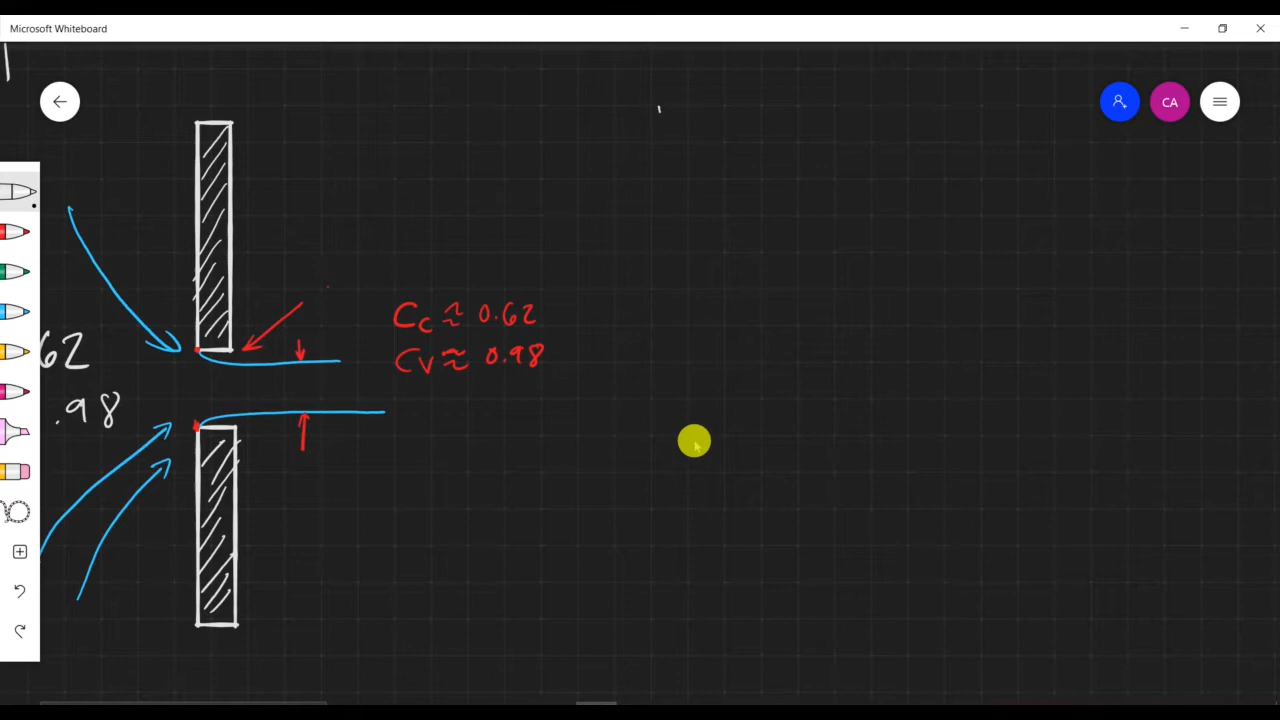 Microsoft Whiteboard
CA
Cc ≈ 0.62
Cv ≈ 0.98
62
.98